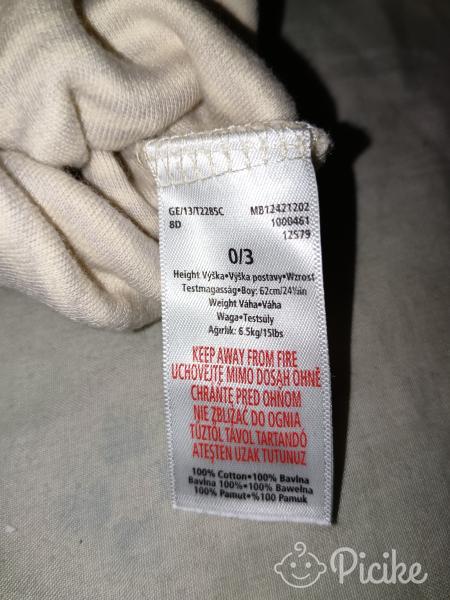 GE/13/T2285C MB12421202
8D 1000461
12579
0/3
Height Výška•Výška postavy•Wzrost
Testmagasság•Boy: 62cm/24½in
Weight Váha•Váha
Waga•Testsúly
Ağırlık: 6.5kg/15lbs
KEEP AWAY FROM FIRE
UCHOVEJTE MIMO DOSAH OHNĚ
CHRÁŇTE PRED OHŇOM
NIE ZBLIŻAĆ DO OGNIA
TŰZTŐL TÁVOL TARTANDÓ
ATEŞTEN UZAK TUTUNUZ
100% Cotton•100% Bavlna
Bavlna 100%•100% Bawełna
100% Pamut•%100 Pamuk
Picike